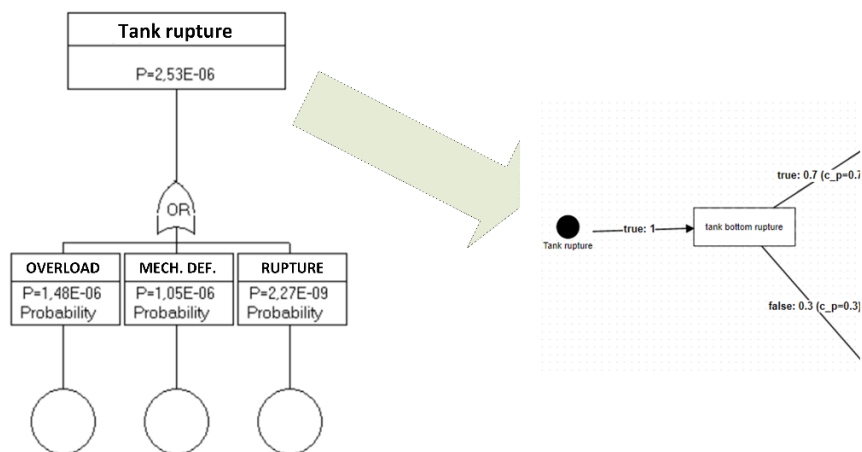 Tank rupture
P=2,53E-06
OR
OVERLOAD
P=1,48E-06
Probability
MECH. DEF.
P=1,05E-06
Probability
RUPTURE
P=2,27E-09
Probability
true: 0.7 (c_p=0.7
Tank rupture
true: 1
tank bottom rupture
false: 0.3 (c_p=0.3)